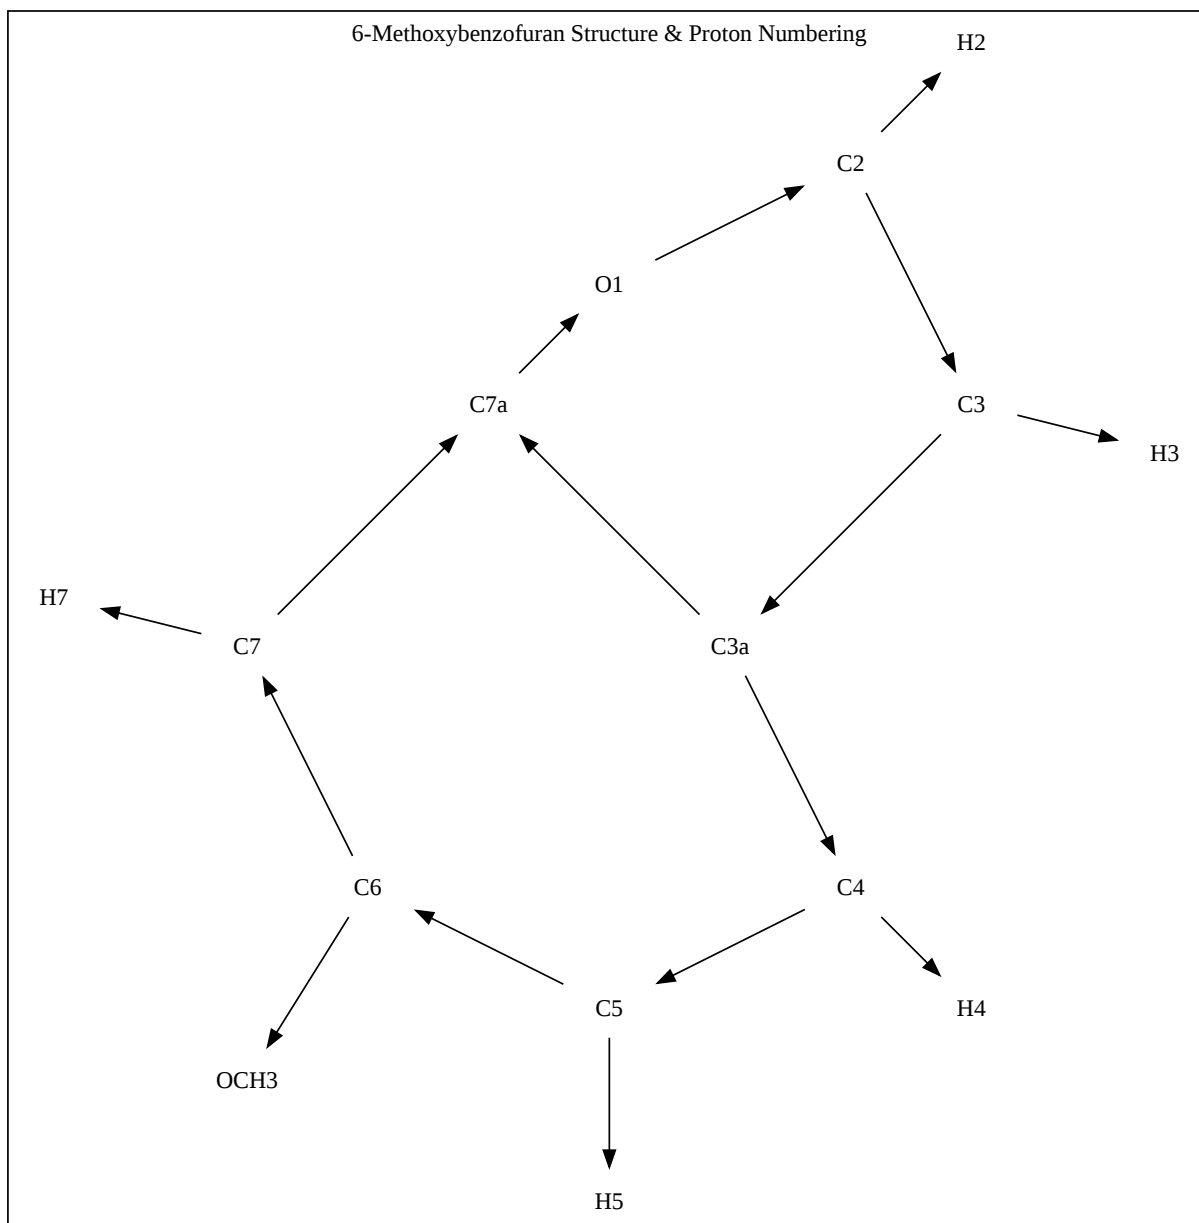 6-Methoxybenzofuran Structure & Proton Numbering
H2
C2
O1
C7a
C3
H3
H7
C7
C3a
C6
C4
C5
H4
OCH3
H5